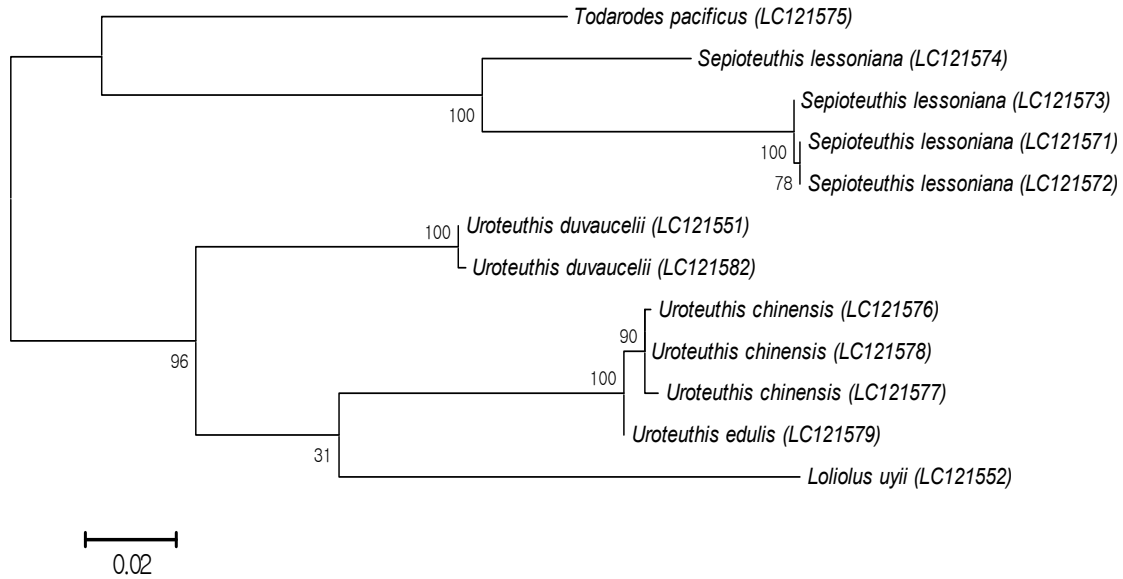 Todarodes pacificus (LC121575)
Sepioteuthis lessoniana (LC121574)
Sepioteuthis lessoniana (LC121573)
100
Sepioteuthis lessoniana (LC121571)
100
Sepioteuthis lessoniana (LC121572)
78
Uroteuthis duvaucelii (LC121551)
100
Uroteuthis duvaucelii (LC121582)
Uroteuthis chinensis (LC121576)
90
Uroteuthis chinensis (LC121578)
96
100
Uroteuthis chinensis (LC121577)
Uroteuthis edulis (LC121579)
31
Loliolus uyii (LC121552)
0.02